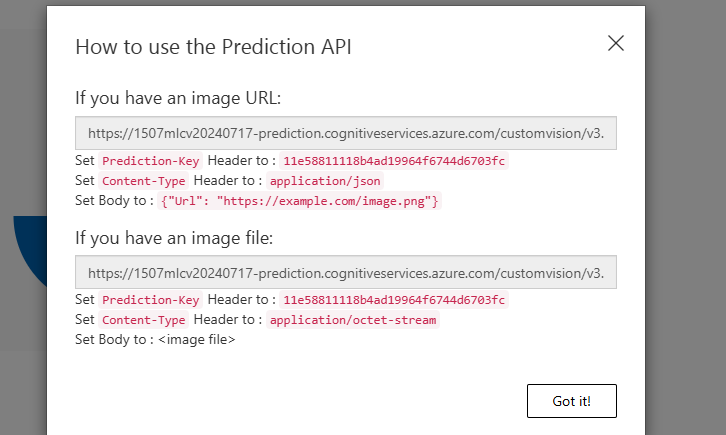 How to use the Prediction API
If you have an image URL:
https://1507mlcv20240717-prediction.cognitiveservices.azure.com/customvision/v3.
Set Prediction-Key Header to : 11e58811118b4ad19964f6744d6703fc
Set Content-Type Header to : application/json
Set Body to : {"Url": "https://example.com/image.png"}
If you have an image file:
https://1507mlcv20240717-prediction.cognitiveservices.azure.com/customvision/v3.
Set Prediction-Key Header to : 11e58811118b4ad19964f6744d6703fc
Set Content-Type Header to : application/octet-stream
Set Body to : <image file>
Got it!